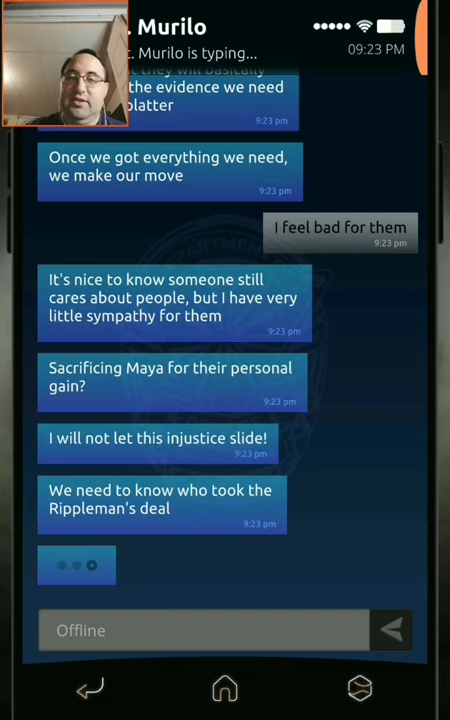 . Murilo
09:23 PM
t. Murilo is typing...
they will basically
the evidence we need
platter
9:23 pm
Once we got everything we need,
we make our move
9:23 pm
I feel bad for them
9:23 pm
It's nice to know someone still
cares about people, but I have very
little sympathy for them
9:23 pm
Sacrificing Maya for their personal
gain?
9:23 pm
I will not let this injustice slide!
9:23 pm
We need to know who took the
Rippleman's deal
9:23 pm
Offline